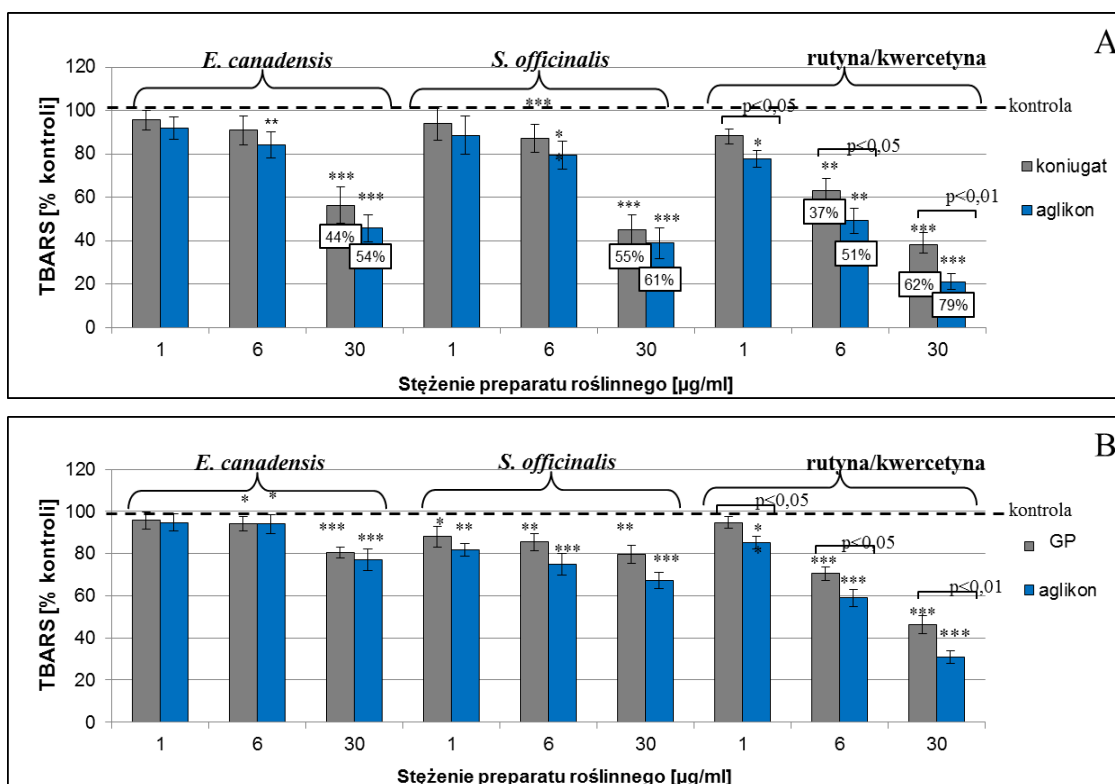 A
E. canadensis
S. officinalis
rutyna/kwercetyna
TBARS [% kontroli]
120
100
80
60
40
20
0
kontrola
** *** *** *** * * *** *** p<0,05 * p<0,05 ** ** p<0,01 *** ***
44% 54% 55% 61% 37% 51% 62% 79%
koniugat
aglikon
1 6 30 1 6 30 1 6 30
Stężenie preparatu roślinnego [µg/ml]
B
E. canadensis
S. officinalis
rutyna/kwercetyna
TBARS [% kontroli]
120
100
80
60
40
20
0
kontrola
* * *** *** * ** ** *** ** *** p<0,05 * * p<0,05 *** *** p<0,01 *** ***
GP
aglikon
1 6 30 1 6 30 1 6 30
Stężenie preparatu roślinnego [µg/ml]